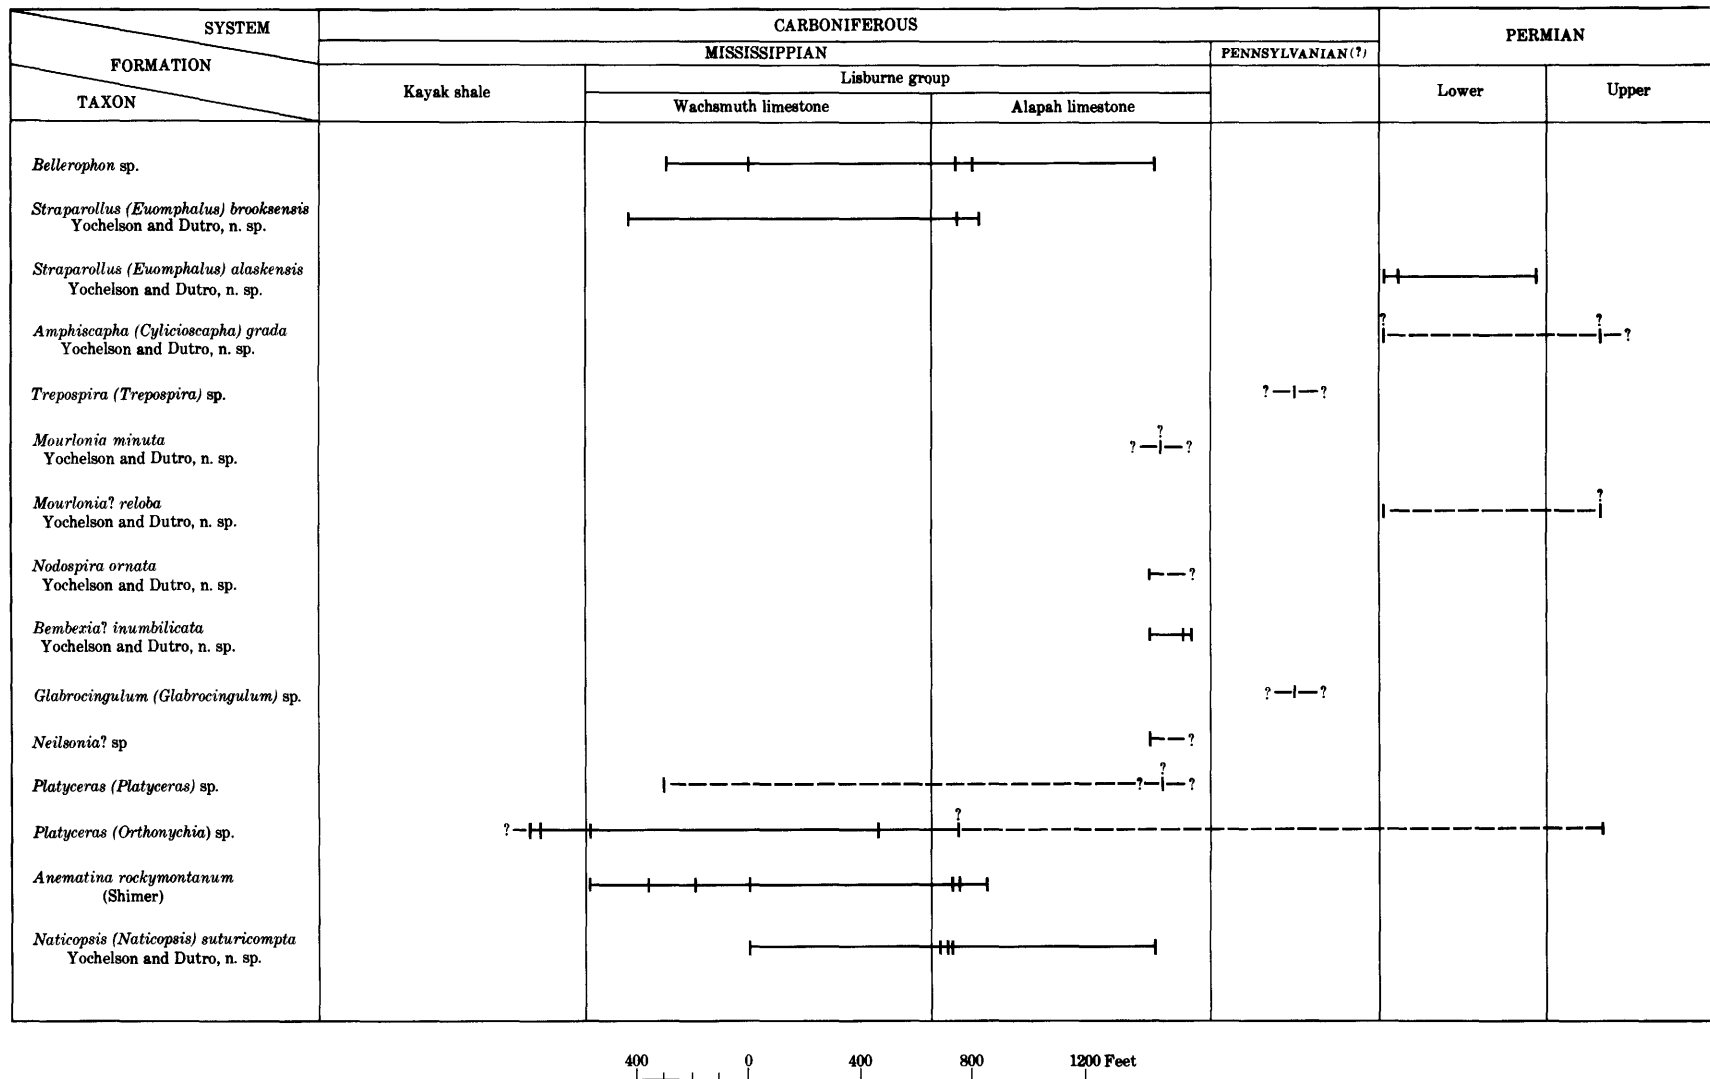 SYSTEM
FORMATION
TAXON
CARBONIFEROUS
PERMIAN
MISSISSIPPIAN
PENNSYLVANIAN(?)
Kayak shale
Lisburne group
Wachsmuth limestone
Alapah limestone
Lower
Upper
Bellerophon sp.
Straparollus (Euomphalus) brooksensis
Yochelson and Dutro, n. sp.
Straparollus (Euomphalus) alaskensis
Yochelson and Dutro, n. sp.
Amphiscapha (Cylicioscapha) grada
Yochelson and Dutro, n. sp.
? ? ?
Trepospira (Trepospira) sp.
? ?
Mourlonia minuta
Yochelson and Dutro, n. sp.
? ? ?
Mourlonia? reloba
Yochelson and Dutro, n. sp.
?
Nodospira ornata
Yochelson and Dutro, n. sp.
?
Bembexia? inumbilicata
Yochelson and Dutro, n. sp.
Glabrocingulum (Glabrocingulum) sp.
? ?
Neilsonia? sp
?
Platyceras (Platyceras) sp.
? ? ?
Platyceras (Orthonychia) sp.
? ?
Anematina rockymontanum
(Shimer)
Naticopsis (Naticopsis) suturicompta
Yochelson and Dutro, n. sp.
400 0 400 800 1200 Feet